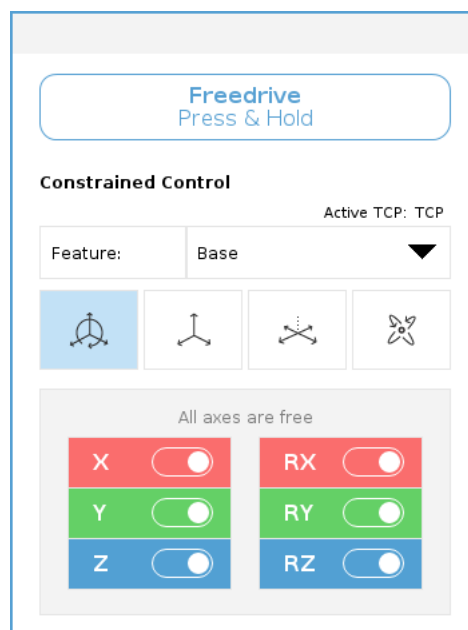 Freedrive
Press & Hold
Constrained Control
Active TCP: TCP
Feature: Base
All axes are free
X RX
Y RY
Z RZ